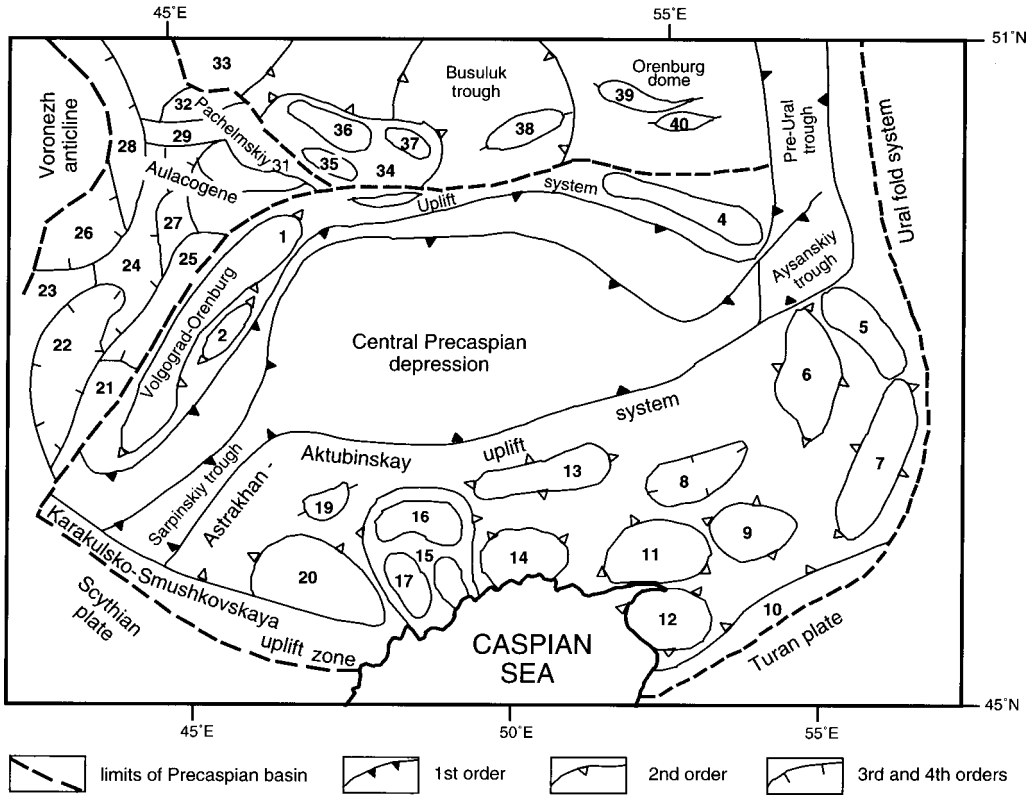 45°E
55°E
51°N
33
Busuluk
trough
Orenburg
dome
39
40
Pre-Ural
trough
Voronezh
anticline
32
28
29
Pachelmskiy
31
36
37
35
34
38
Aulacogene
Uplift
system
4
Ural fold system
26
27
1
24
25
23
Aysanskiy
trough
Volgograd-Orenburg
2
5
22
Central Precaspian
depression
6
21
system
Aktubinskay
uplift
13
8
7
Sarpinskiy trough
Astrakhan -
19
16
9
15
14
11
17
20
Karakulsko-Smushkovskaya
uplift zone
Scythian
plate
12
10
CASPIAN
SEA
Turan plate
45°N
45°E
50°E
55°E
limits of Precaspian basin
1st order
2nd order
3rd and 4th orders